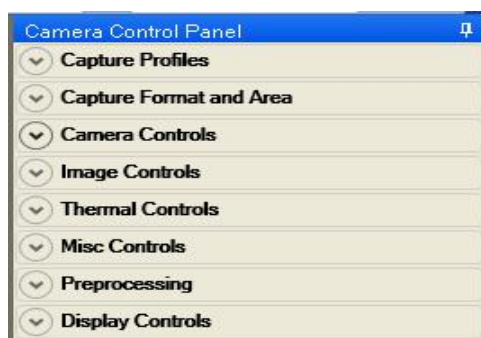 Camera Control Panel
Capture Profiles
Capture Format and Area
Camera Controls
Image Controls
Thermal Controls
Misc Controls
Preprocessing
Display Controls